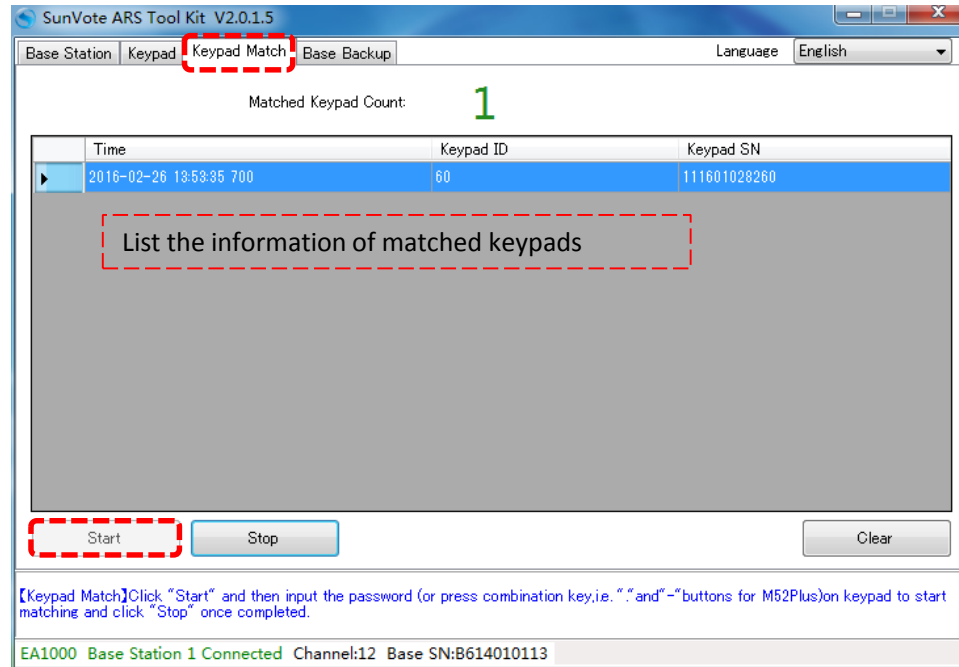 SunVote ARS Tool Kit V2.0.1.5
Base Station Keypad Keypad Match Base Backup Language English
Matched Keypad Count: 1
Time Keypad ID Keypad SN
2016-02-26 13:53:35 700 60 111601028260
List the information of matched keypads
Start Stop Clear
【Keypad Match】Click "Start" and then input the password (or press combination key,i.e. "."and"-"buttons for M52Plus)on keypad to start
matching and click "Stop" once completed.
EA1000 Base Station 1 Connected Channel:12 Base SN:B614010113